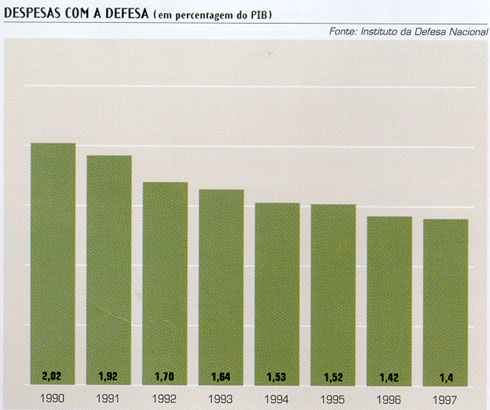 DESPESAS COM A DEFESA (em percentagem do PIB)
Fonte: Instituto da Defesa Nacional
2,02 1,92 1,70 1,64 1,53 1,52 1,42 1,4
1990 1991 1992 1993 1994 1995 1996 1997